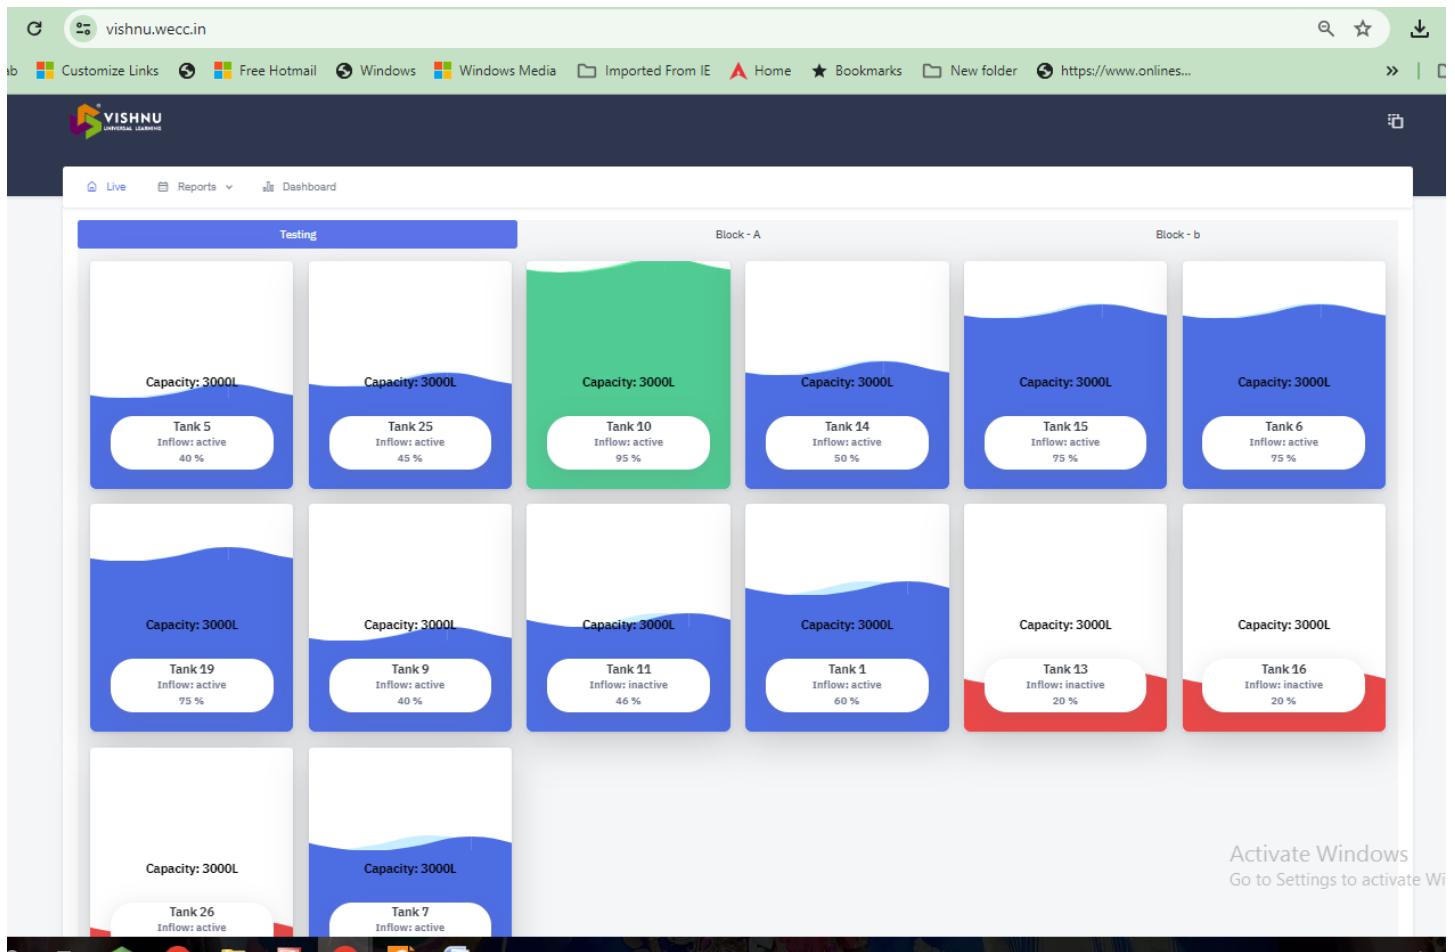 vishnu.wecc.in
ab Customize Links Free Hotmail Windows Windows Media Imported From IE Home Bookmarks New folder https://www.onlines... »
VISHNU
UNIVERSAL LEARNING
Live Reports Dashboard
Testing Block - A Block - b
Capacity: 3000L Capacity: 3000L Capacity: 3000L Capacity: 3000L Capacity: 3000L Capacity: 3000L
Tank 5 Tank 25 Tank 10 Tank 14 Tank 15 Tank 6
Inflow: active Inflow: active Inflow: active Inflow: active Inflow: active Inflow: active
40 % 45 % 95 % 50 % 75 % 75 %
Capacity: 3000L Capacity: 3000L Capacity: 3000L Capacity: 3000L Capacity: 3000L Capacity: 3000L
Tank 19 Tank 9 Tank 11 Tank 1 Tank 13 Tank 16
Inflow: active Inflow: active Inflow: inactive Inflow: active Inflow: inactive Inflow: inactive
75 % 40 % 46 % 60 % 20 % 20 %
Capacity: 3000L Capacity: 3000L
Tank 26 Tank 7
Inflow: active Inflow: active
Activate Windows
Go to Settings to activate Wi